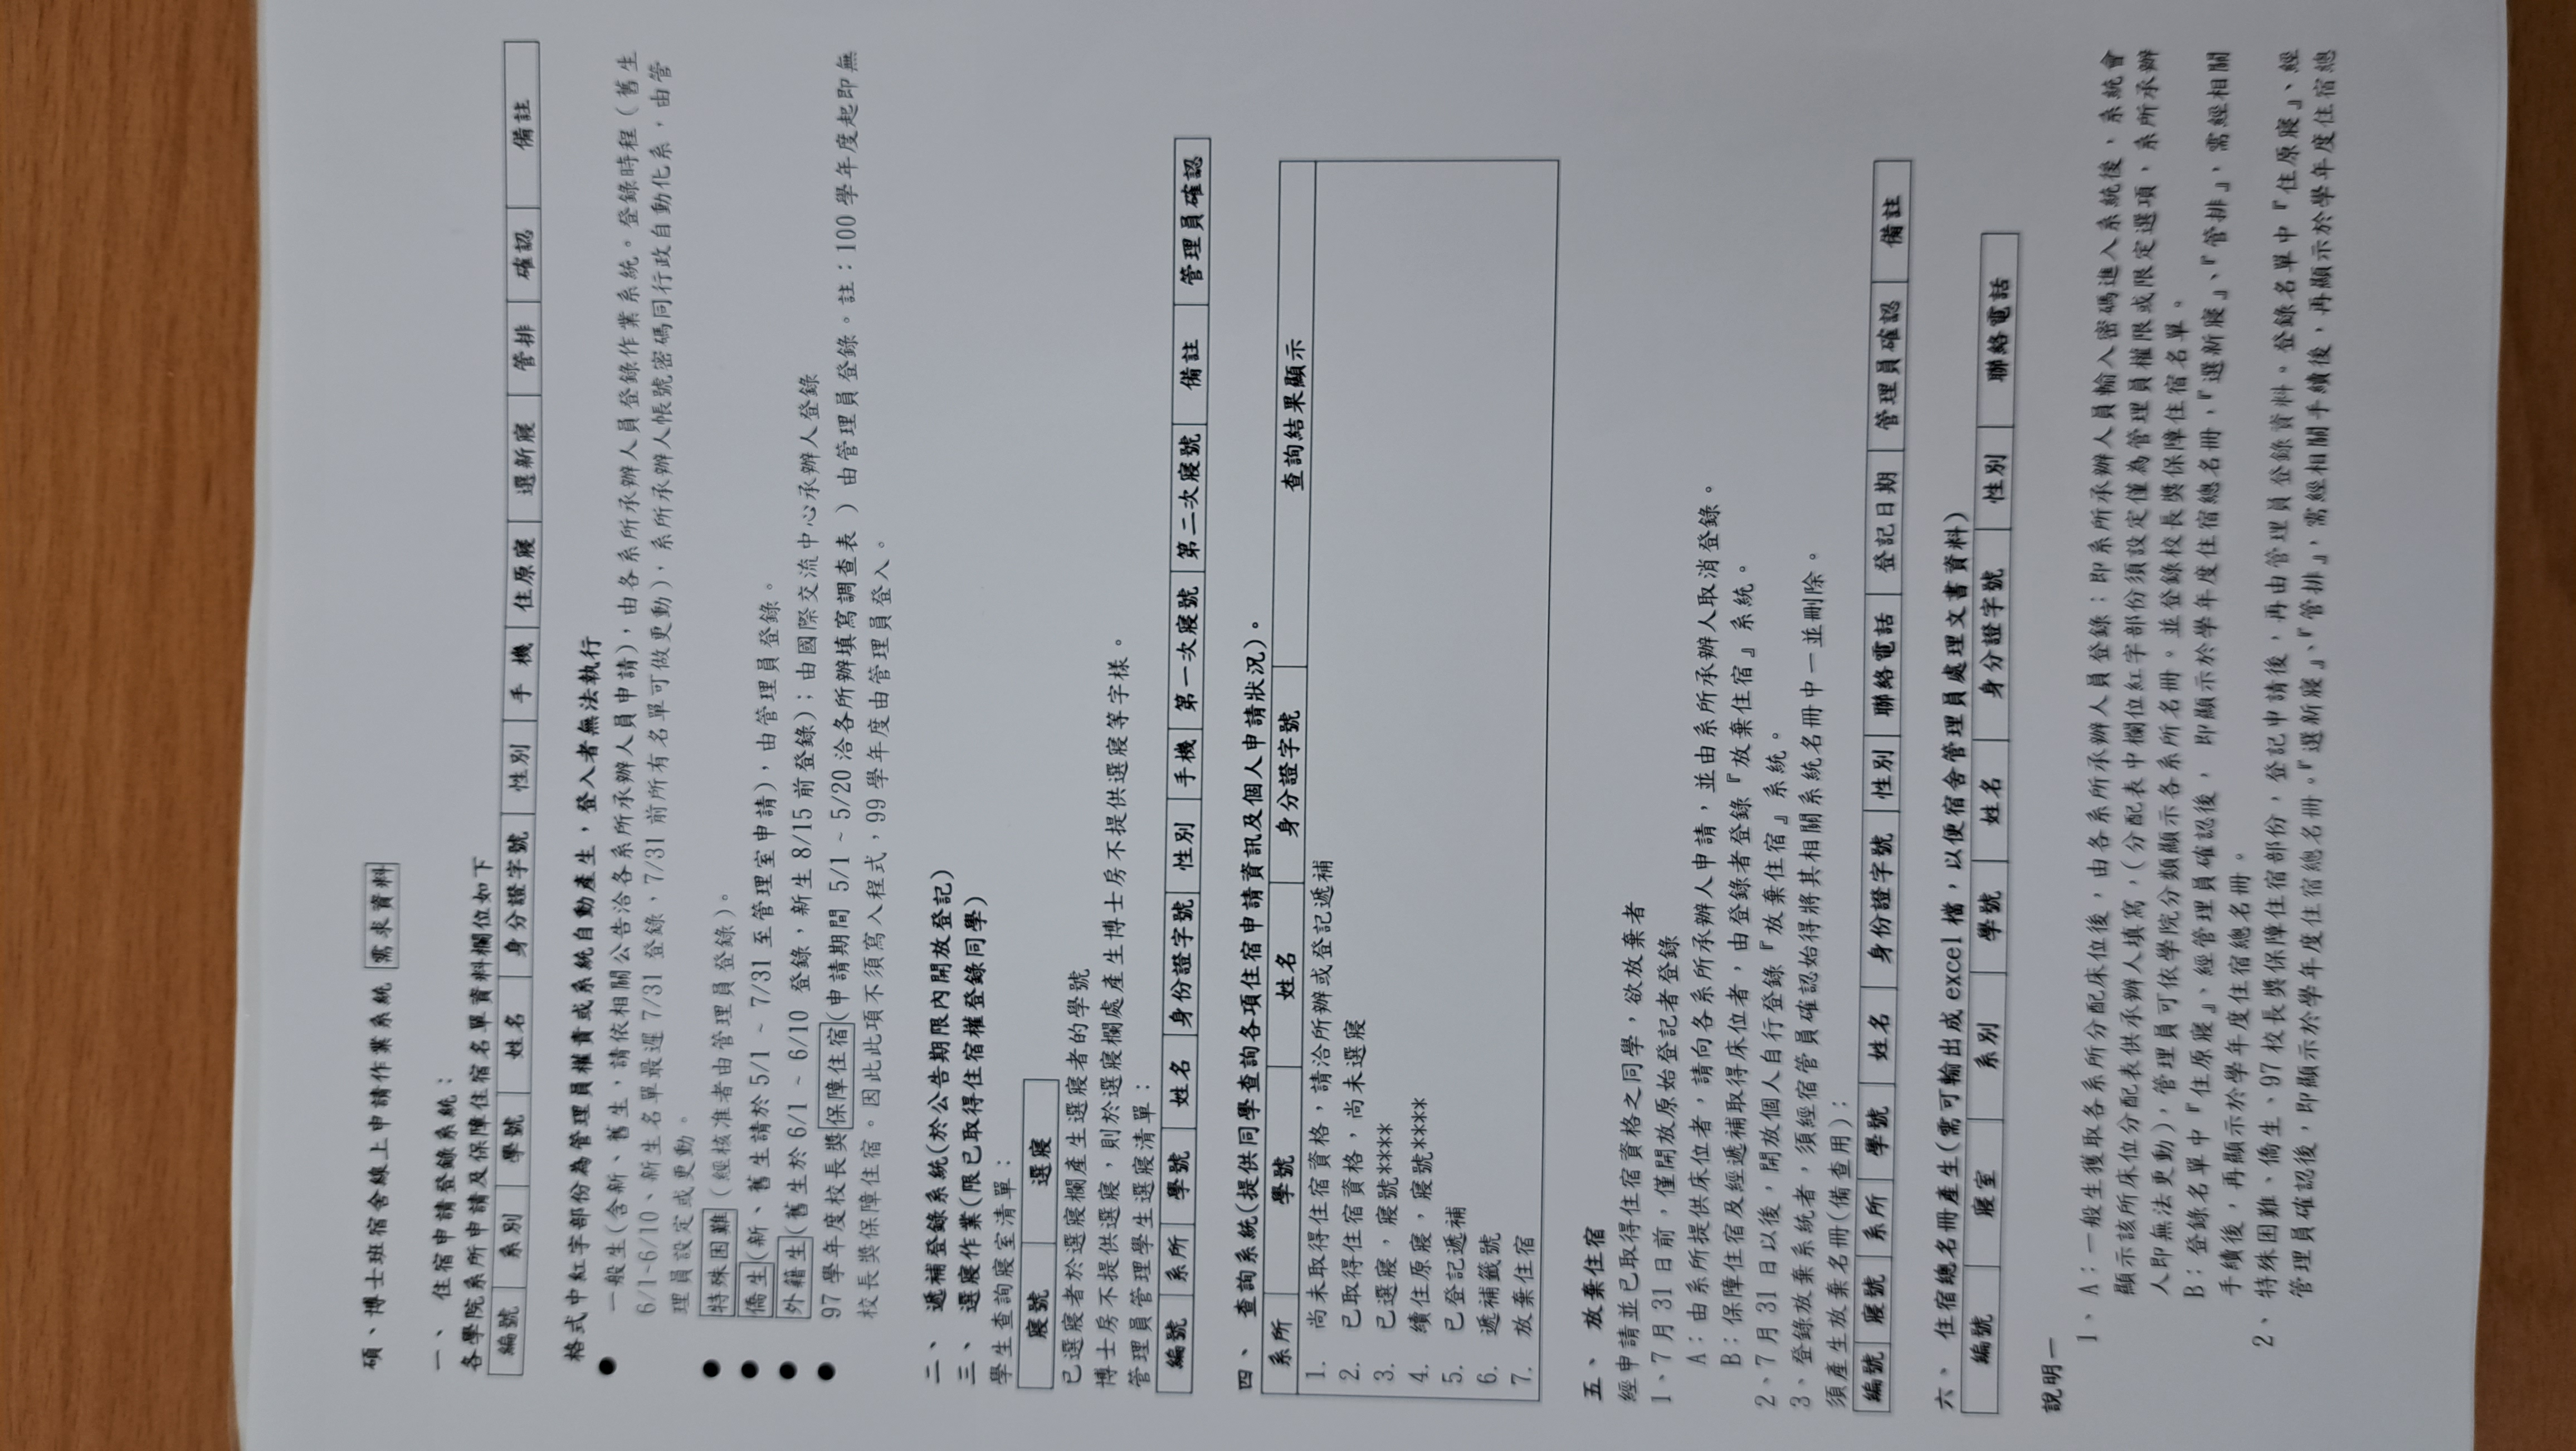 碩、博士班宿舍線上申請作業系統 需求資料
一、 住宿申請登錄系統：
各學院系所申請及保障住宿名單資料欄位如下
編號 系別 學號 姓名 身分證字號 性別 手 機 住原寢 選新寢 管排 確認 備註
格式中紅字部份為管理員權責或系統自動產生，登入者無法執行
● 一般生(含新、舊生，請依相關公告洽各系所承辦人員申請)，由各系所承辦人員登錄作業系統。登錄時程（舊生
6/1~6/10、新生名單最遲 7/31 登錄，7/31 前所有名單可做更動)，系所承辦人帳號密碼同行政自動化系，由管
理員設定或更動。
● 特殊困難（經核准者由管理員登錄)。
● 僑生(新、舊生請於 5/1 ~ 7/31 至管理室申請)，由管理員登錄。
● 外籍生(舊生於 6/1 ~ 6/10 登錄，新生 8/15 前登錄)；由國際交流中心承辦人登錄
● 97 學年度校長獎保障住宿(申請期間 5/1 ~ 5/20 洽各所辦填寫調查表 ）由管理員登錄。註：100 學年度起即無
校長獎保障住宿。因此此項不須寫入程式，99 學年度由管理員登入。
二、 遞補登錄系統(於公告期限內開放登記)
三、 選寢作業(限已取得住宿權登錄同學)
學生查詢寢室清單：
寢號 選寢
已選寢者於選寢欄產生選寢者的學號
博士房不提供選寢，則於選寢欄處產生博士房不提供選寢等字樣。
管理員管理學生選寢清單：
編號 系所 學號 姓名 身份證字號 性別 手機 第一次寢號 第二次寢號 備註 管理員確認
四、 查詢系統(提供同學查詢各項住宿申請資訊及個人申請狀況)。
系所 學號 姓名 身分證字號 查詢結果顯示
1. 尚未取得住宿資格，請洽所辦或登記遞補
2. 已取得住宿資格，尚未選寢
3. 已選寢，寢號****
4. 續住原寢，寢號****
5. 已登記遞補
6. 遞補籤號
7. 放棄住宿
五、 放棄住宿
經申請並已取得住宿資格之同學，欲放棄者
1、7 月 31 日前，僅開放原始登記者登錄
A：由系所提供床位者，請向各系所承辦人申請，並由系所承辦人取消登錄。
B：保障住宿及經遞補取得床位者，由登錄者登錄『放棄住宿』系統。
2、7 月 31 日以後，開放個人自行登錄『放棄住宿』系統。
3、登錄放棄系統者，須經宿管員確認始得將其相關系統名冊中一並刪除。
須產生放棄名冊(備查用)：
編號 寢號 系所 學號 姓名 身份證字號 性別 聯絡電話 登記日期 管理員確認 備註
六、 住宿總名冊產生(需可輸出成 excel 檔，以便宿舍管理員處理文書資料)
編號 寢室 系別 學號 姓名 身分證字號 性別 聯絡電話
說明一
1、 A：一般生獲取各系所分配床位後，由各系所承辦人員登錄：即系所承辦人員輸入密碼進入系統後，系統會
顯示該所床位分配表供承辦人填寫，(分配表中欄位紅字部份須設定僅為管理員權限或限定選項，系所承辦
人即無法更動)，管理員可依學院分類顯示各系所名冊。並登錄校長獎保障住宿名單。
B：登錄名單中『住原寢』、經管理員確認後， 即顯示於學年度住宿總名冊，『選新寢』、『管排』，需經相關
手續後，再顯示於學年度住宿總名冊。
2、 特殊困難、僑生、97 校長獎保障住宿部份，登記申請後，再由管理員登錄資料。登錄名單中『住原寢』、經
管理員確認後，即顯示於學年度住宿總名冊。『選新寢』、『管排』，需經相關手續後，再顯示於學年度住宿總